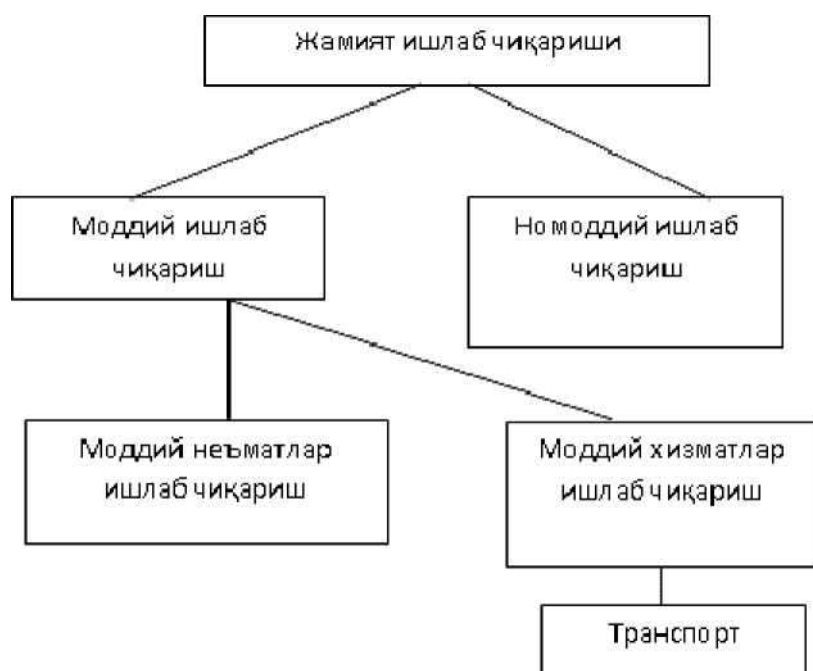 Жамият ишлаб чиқариши
Моддий ишлаб
чиқариш
Номоддий ишлаб
чиқариш
Моддий неъматлар
ишлаб чиқариш
Моддий хизматлар
ишлаб чиқариш
Транспорт